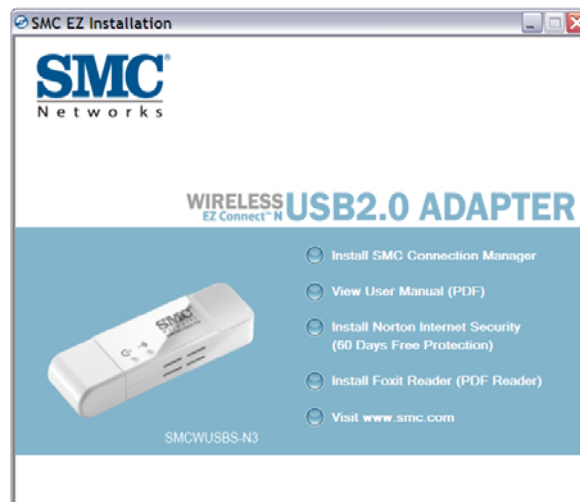 SMC EZ Installation
SMC®
Networks
WIRELESS
EZ Connect™ N
USB2.0 ADAPTER
Install SMC Connection Manager
View User Manual (PDF)
Install Norton Internet Security
(60 Days Free Protection)
Install Foxit Reader (PDF Reader)
Visit www.smc.com
SMC
SMCWUSBS-N3